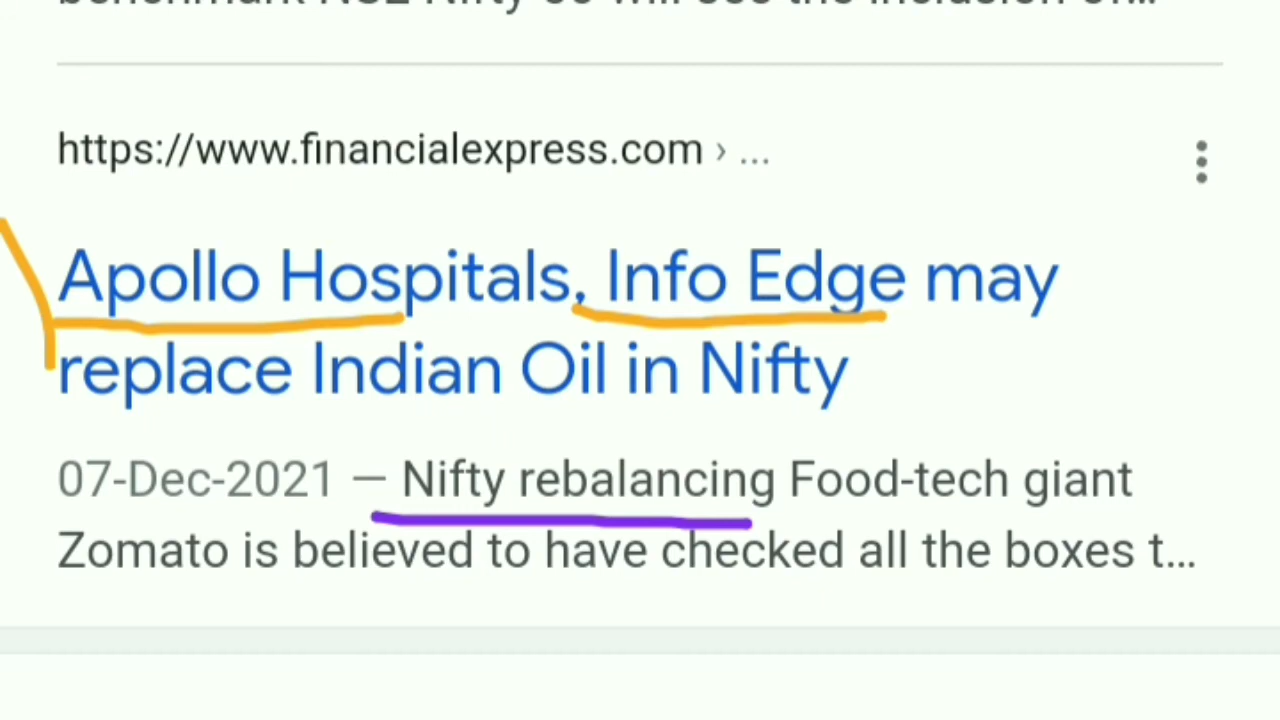 https://www.financialexpress.com › ...
Apollo Hospitals, Info Edge may
replace Indian Oil in Nifty
07-Dec-2021 — Nifty rebalancing Food-tech giant
Zomato is believed to have checked all the boxes t...